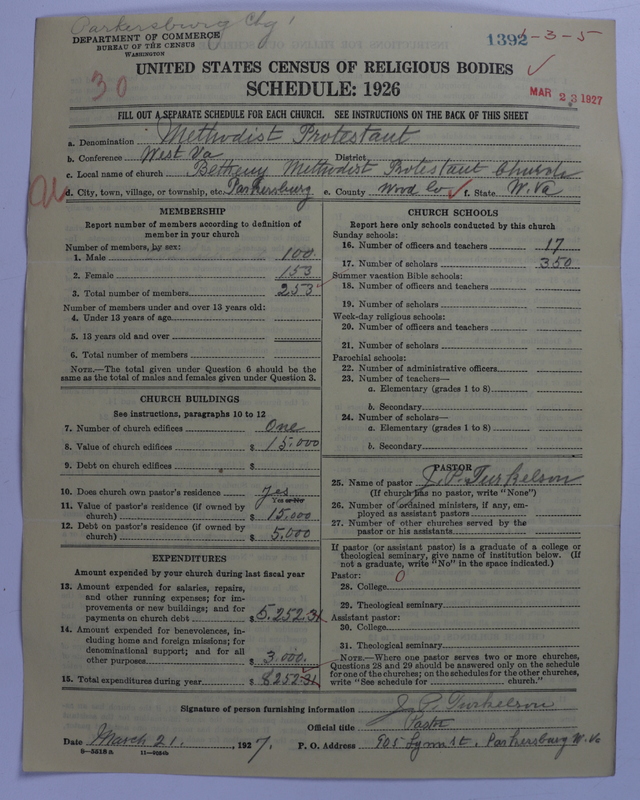 Parkersburg Chg
DEPARTMENT OF COMMERCE
BUREAU OF THE CENSUS
WASHINGTON
1392 -3-5
30
UNITED STATES CENSUS OF RELIGIOUS BODIES
SCHEDULE: 1926
MAR 23 1927
FILL OUT A SEPARATE SCHEDULE FOR EACH CHURCH. SEE INSTRUCTIONS ON THE BACK OF THIS SHEET
a. Denomination Methodist Protestant
b. Conference West Va District
c. Local name of church Bethany Methodist Protestant Church
d. City, town, village, or township, etc. Parkersburg e. County Wood Co f. State W. Va
MEMBERSHIP
Report number of members according to definition of
member in your church
Number of members, by sex:
1. Male 100
2. Female 153
3. Total number of members 253
Number of members under and over 13 years old:
4. Under 13 years of age
5. 13 years old and over
6. Total number of members
NOTE.—The total given under Question 6 should be the
same as the total of males and females given under Question 3.
CHURCH BUILDINGS
See instructions, paragraphs 10 to 12
7. Number of church edifices One
8. Value of church edifices $ 15.000
9. Debt on church edifices $
10. Does church own pastor's residence Yes
Yes or No
11. Value of pastor's residence (if owned by
church) $ 15.000
12. Debt on pastor's residence (if owned by
church) $ 5.000
EXPENDITURES
Amount expended by your church during last fiscal year
13. Amount expended for salaries, repairs,
and other running expenses; for im-
provements or new buildings; and for
payments on church debt $ 5.252.31
14. Amount expended for benevolences, in-
cluding home and foreign missions; for
denominational support; and for all
other purposes $ 3.000.
15. Total expenditures during year $ 8252.31
CHURCH SCHOOLS
Report here only schools conducted by this church
Sunday schools:
16. Number of officers and teachers 17
17. Number of scholars 350
Summer vacation Bible schools:
18. Number of officers and teachers
19. Number of scholars
Week-day religious schools:
20. Number of officers and teachers
21. Number of scholars
Parochial schools:
22. Number of administrative officers
23. Number of teachers—
a. Elementary (grades 1 to 8)
b. Secondary
24. Number of scholars—
a. Elementary (grades 1 to 8)
b. Secondary
PASTOR
25. Name of pastor J. P. Turkelson
(If church has no pastor, write "None")
26. Number of ordained ministers, if any, em-
ployed as assistant pastors
27. Number of other churches served by the
pastor or his assistants
If pastor (or assistant pastor) is a graduate of a college or
theological seminary, give name of institution below. (If
not a graduate, write "No" in the space indicated.)
Pastor: 0
28. College
29. Theological seminary
Assistant pastor:
30. College
31. Theological seminary
NOTE.—Where one pastor serves two or more churches,
Questions 28 and 29 should be answered only on the schedule
for one of the churches; on the schedules for the other churches,
write "See schedule for church."
Signature of person furnishing information J. P. Turkelson
Official title Pastor
Date March 21, 1927. P. O. Address 905 Lynn st. Parkersburg W. Va